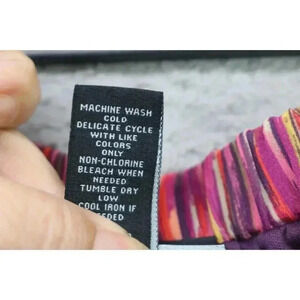 MACHINE WASH
COLD
DELICATE CYCLE
WITH LIKE
COLORS
ONLY
NON-CHLORINE
BLEACH WHEN
NEEDED
TUMBLE DRY
LOW
COOL IRON IF